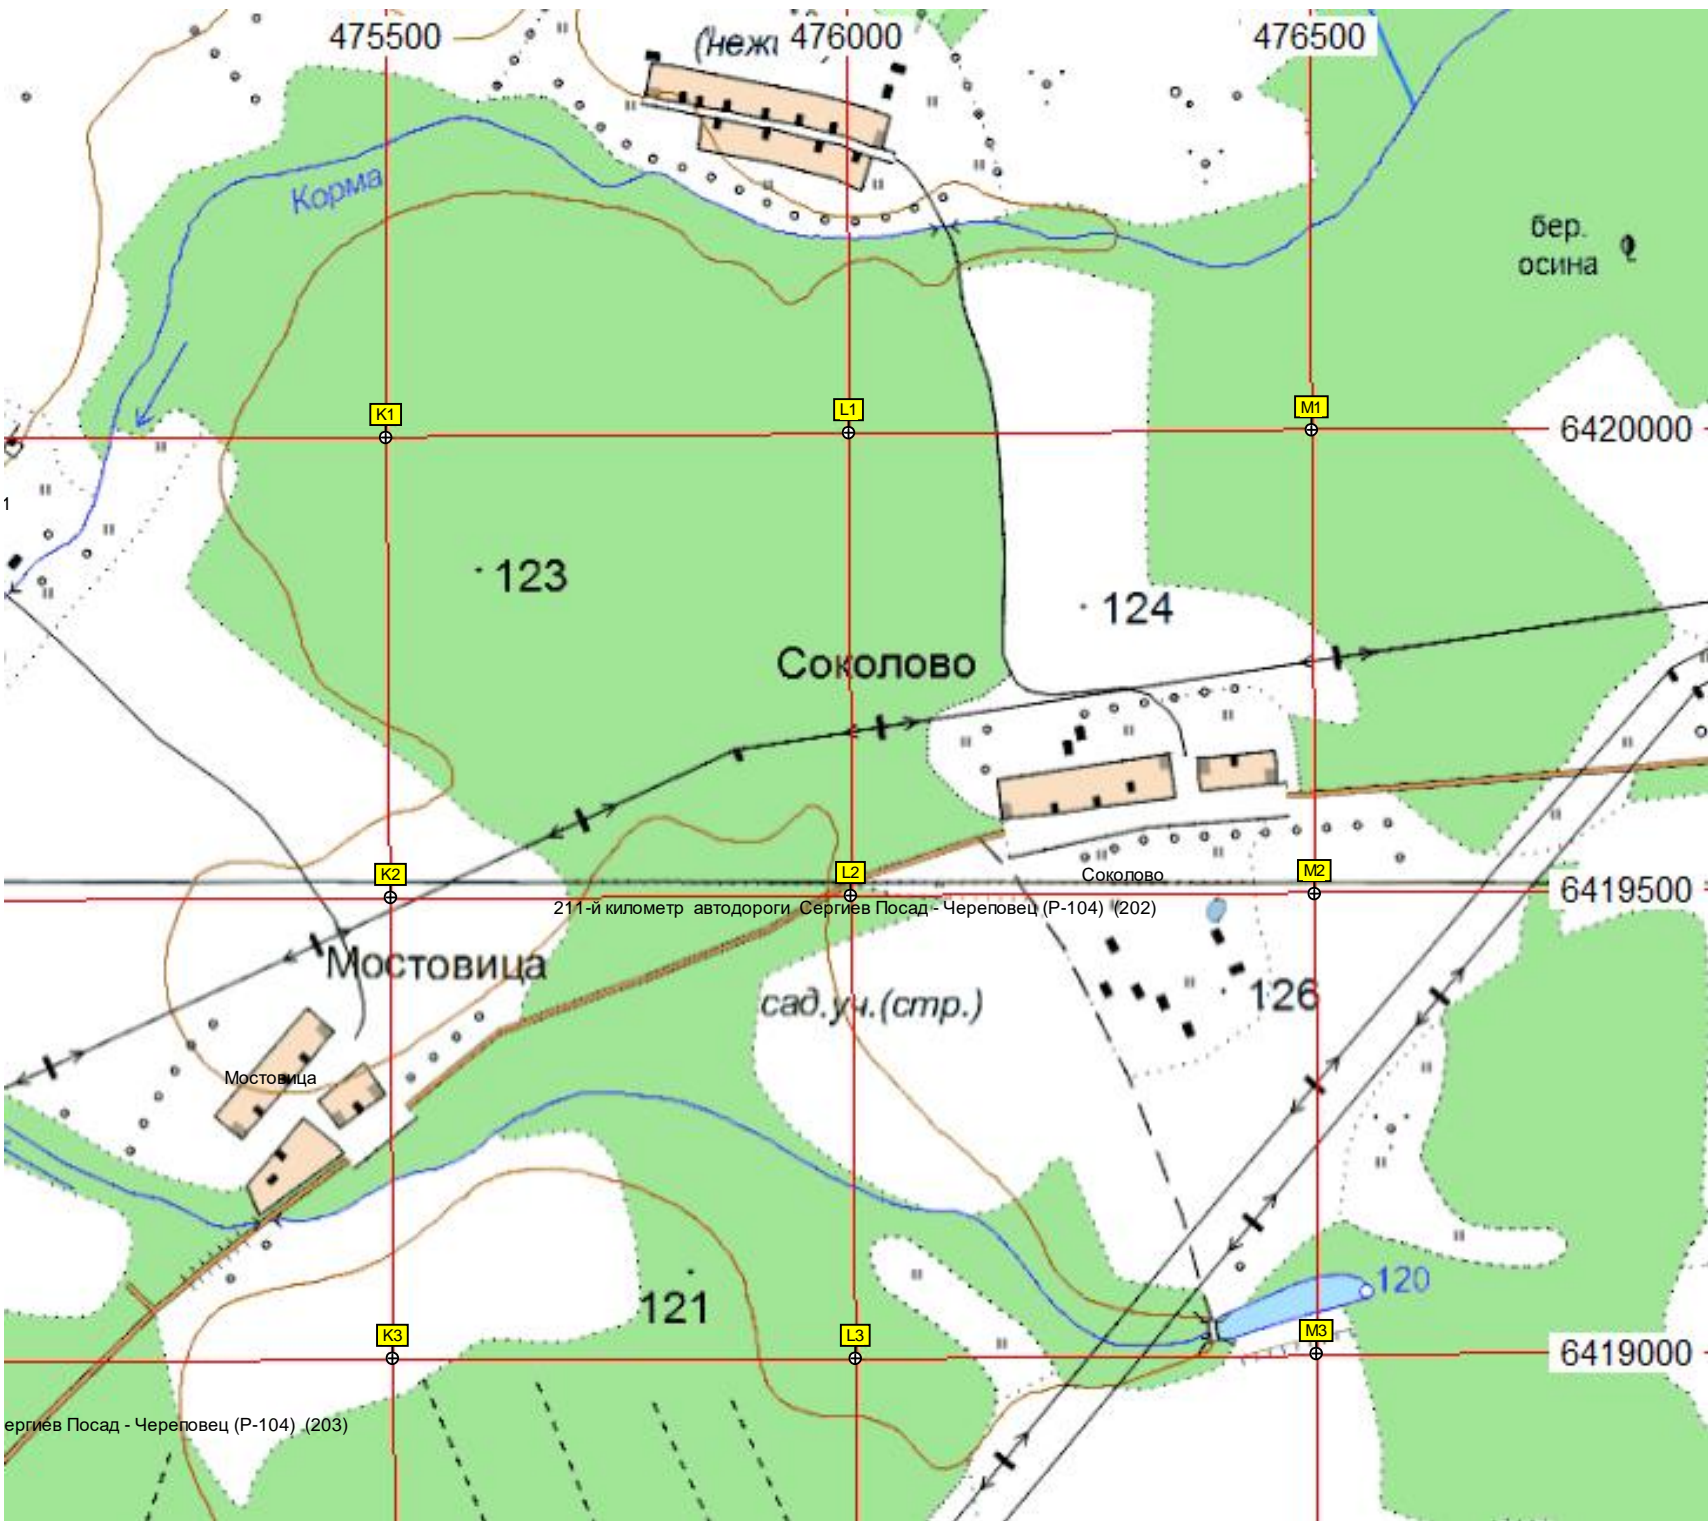 475500
(нежи
476000
476500
Корма
бер.
осина
K1
L1
M1
6420000
1
123
124
Соколово
K2
L2
M2
Соколово
6419500
211-й километр автодороги Сергиев Посад - Череповец (Р-104) (202)
Мостовица
сад.уч.(стр.)
126
Мостовица
120
121
K3
L3
M3
6419000
ергиев Посад - Череповец (Р-104) (203)